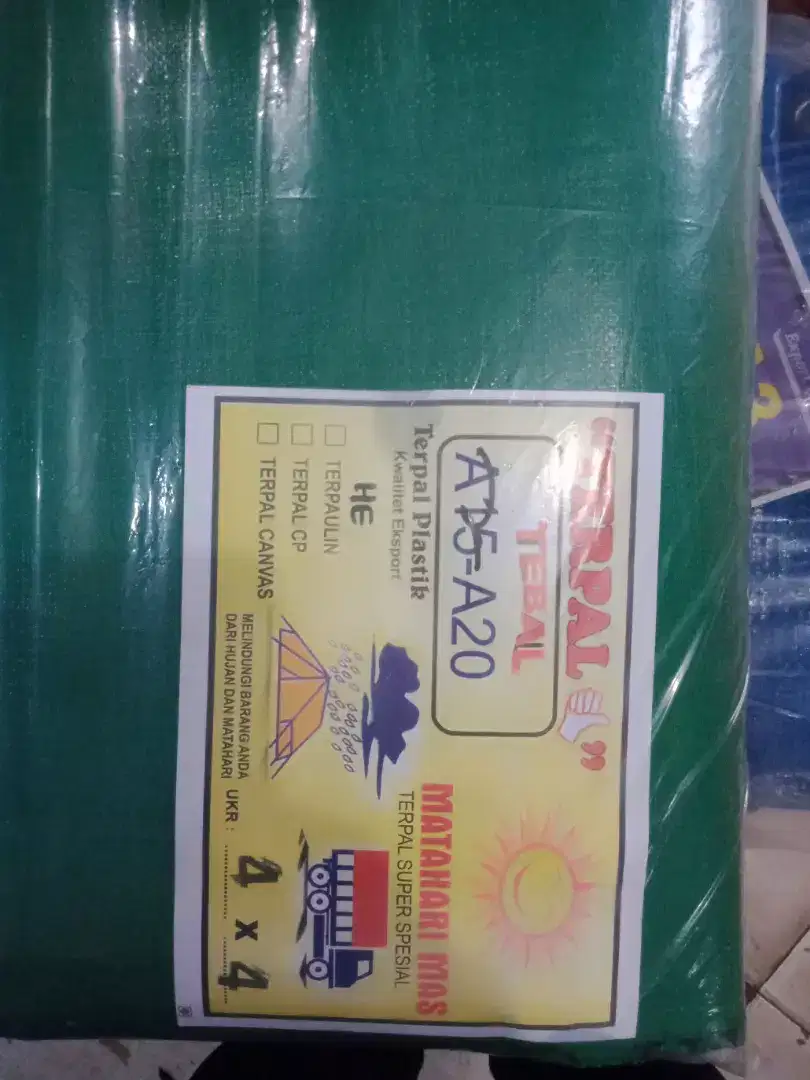 "TERPAL"
TEBAL
A15-A20
Terpal Plastik
Kwalitet Eksport
HE
TERPAULIN
TERPAL CP
TERPAL CANVAS
MATAHARI MAS
TERPAL SUPER SPESIAL
MELINDUNGI BARANG ANDA
DARI HUJAN DAN MATAHARI
UKR : 4 x 4